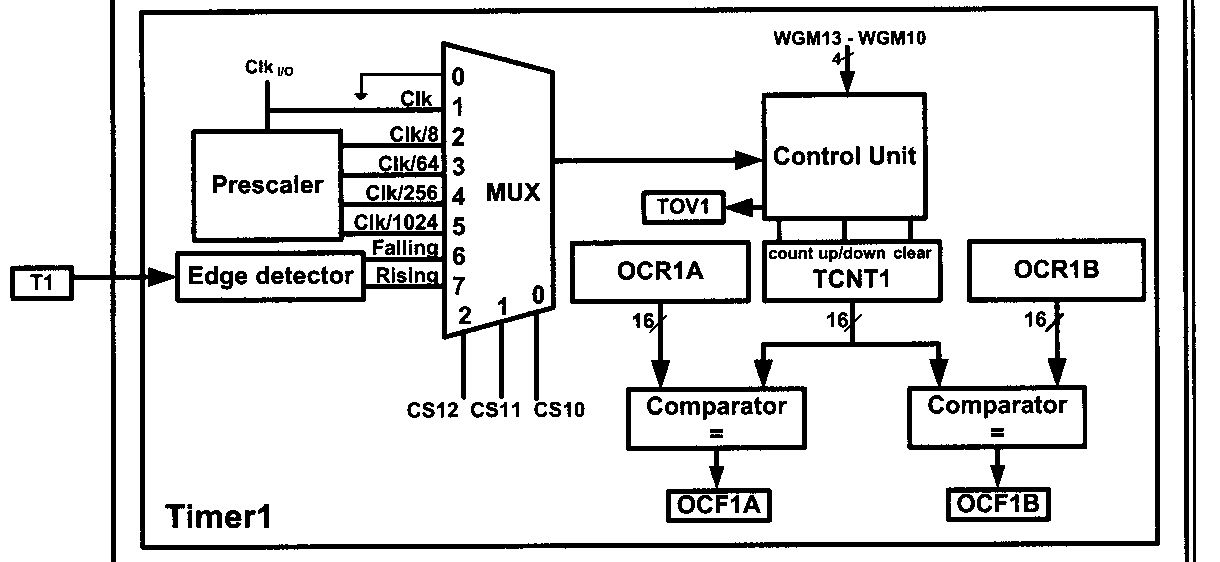 WGM13 - WGM10
4
Clk I/O
0
Clk
1
Clk/8
2
Clk/64
3
Clk/256
4
Clk/1024
5
Falling
6
Rising
7
Prescaler
MUX
Control Unit
TOV1
T1
Edge detector
2
1
0
CS12
CS11
CS10
OCR1A
count up/down clear
TCNT1
OCR1B
16
16
16
Comparator
=
Comparator
=
OCF1A
OCF1B
Timer1